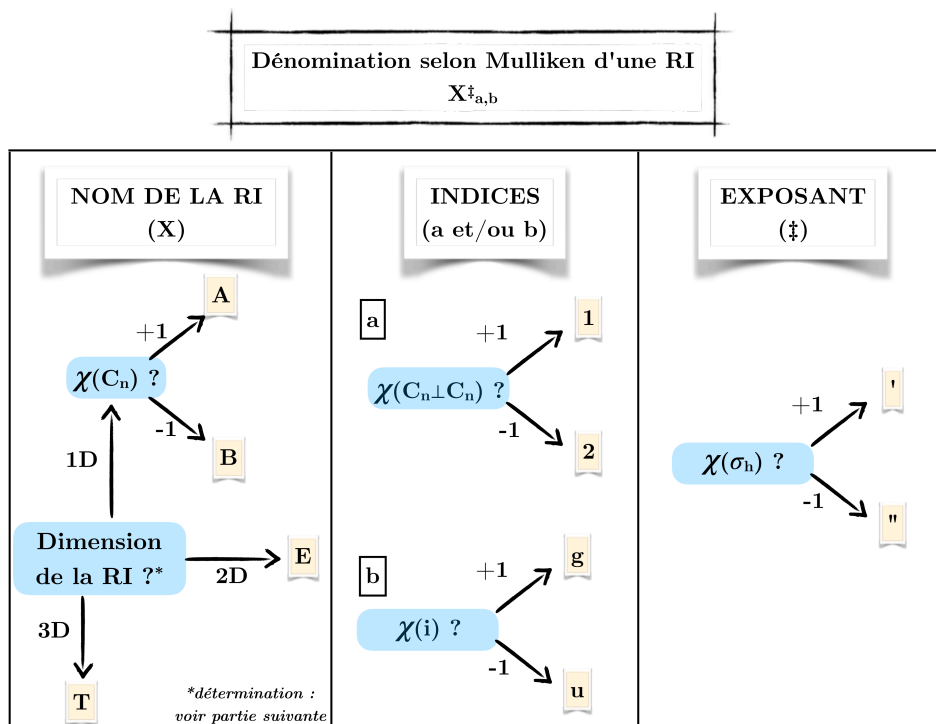 Dénomination selon Mulliken d'une RI
X‡a,b
NOM DE LA RI
(X)
A
+1
χ(Cn) ?
-1
B
1D
Dimension
de la RI ?*
2D
E
3D
T
*détermination :
voir partie suivante
INDICES
(a et/ou b)
a
+1
1
χ(Cn⊥Cn) ?
-1
2
b
+1
g
χ(i) ?
-1
u
EXPOSANT
(‡)
+1
'
χ(σh) ?
-1
"